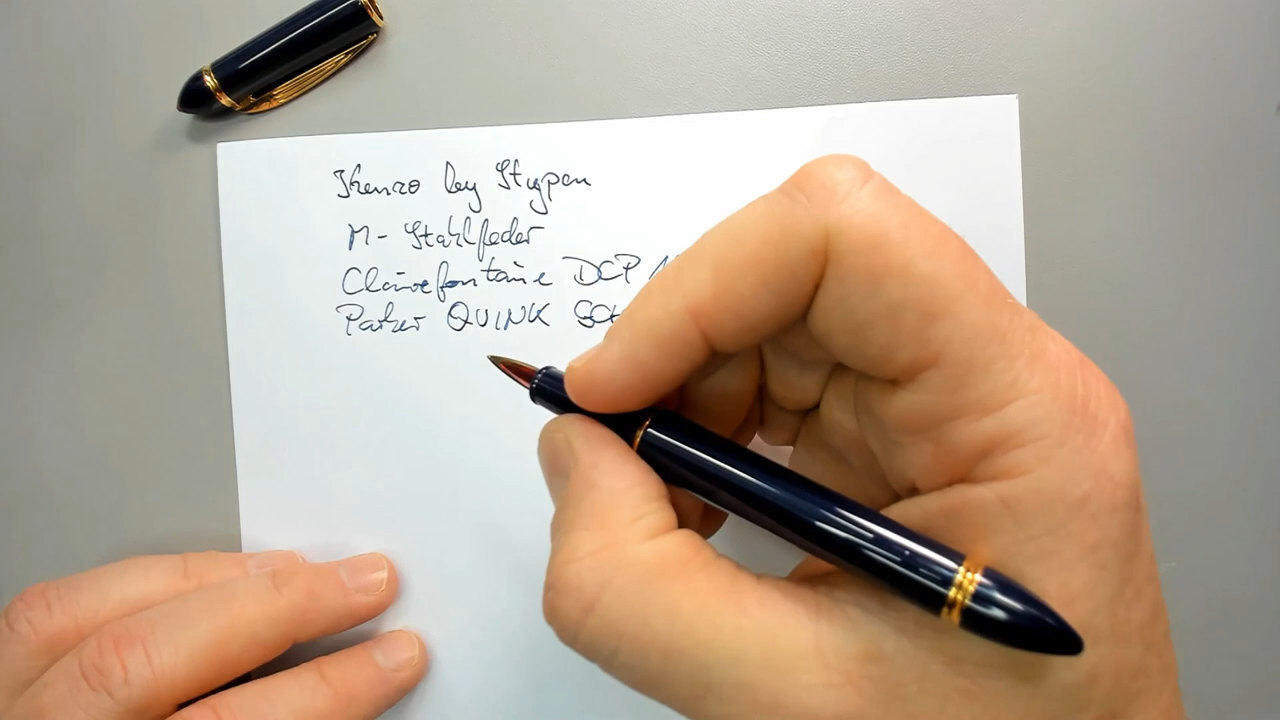 Kenzo by Stypen
M-Stahlfeder
Clairefontaine DCP
Parker QUINK